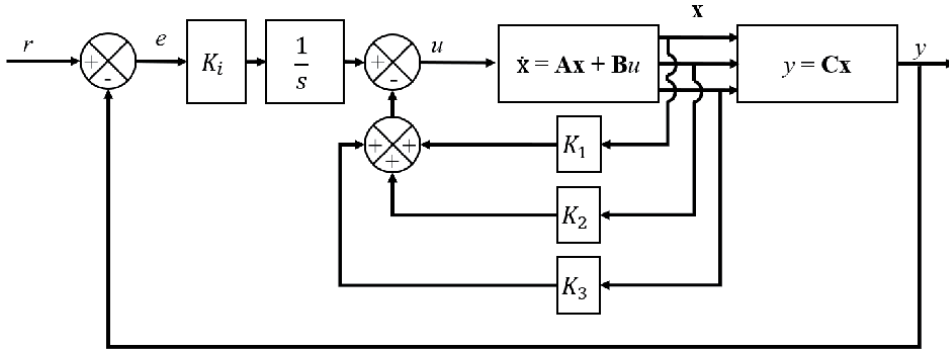 x
r
+
-
e
K_i
1
s
+
-
u
ẋ = Ax + Bu
y = Cx
y
+
+
+
K_1
K_2
K_3